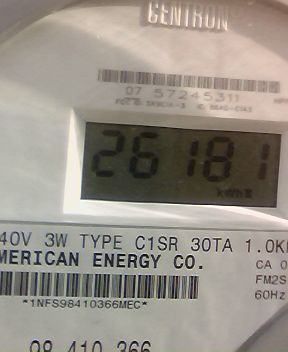 CENTRON
07 57245311
26181
kWh
40V 3W TYPE C1SR 30TA 1.0K
MERICAN ENERGY CO.
CA 0
FM2S
60Hz
*1NFS98410366MEC*
98 410 366